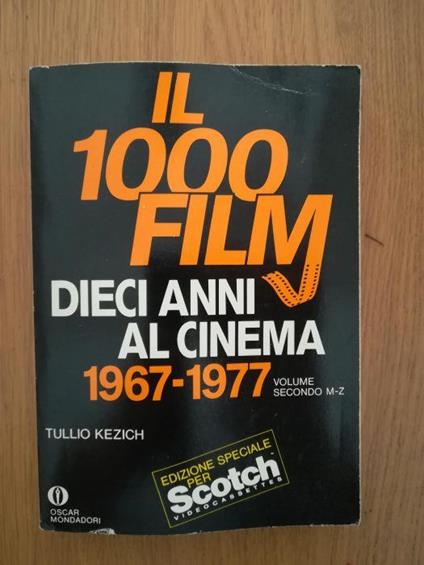 IL
1000
FILM
DIECI ANNI
AL CINEMA
1967-1977
VOLUME
SECONDO M-Z
TULLIO KEZICH
EDIZIONE SPECIALE
PER
Scotch™
VIDEOCASSETTES
OSCAR
MONDADORI